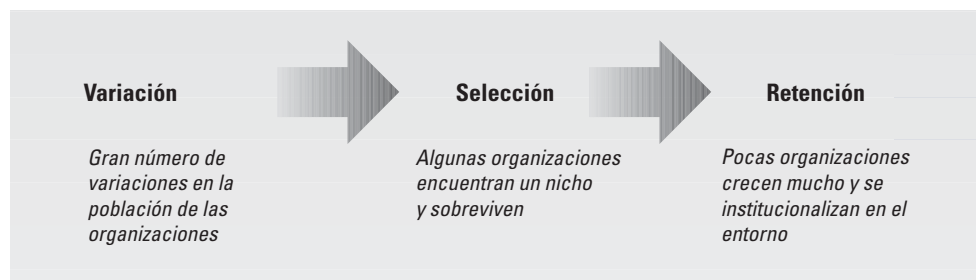 Variación
Selección
Retención
Gran número de
variaciones en la
población de las
organizaciones
Algunas organizaciones
encuentran un nicho
y sobreviven
Pocas organizaciones
crecen mucho y se
institucionalizan en el
entorno